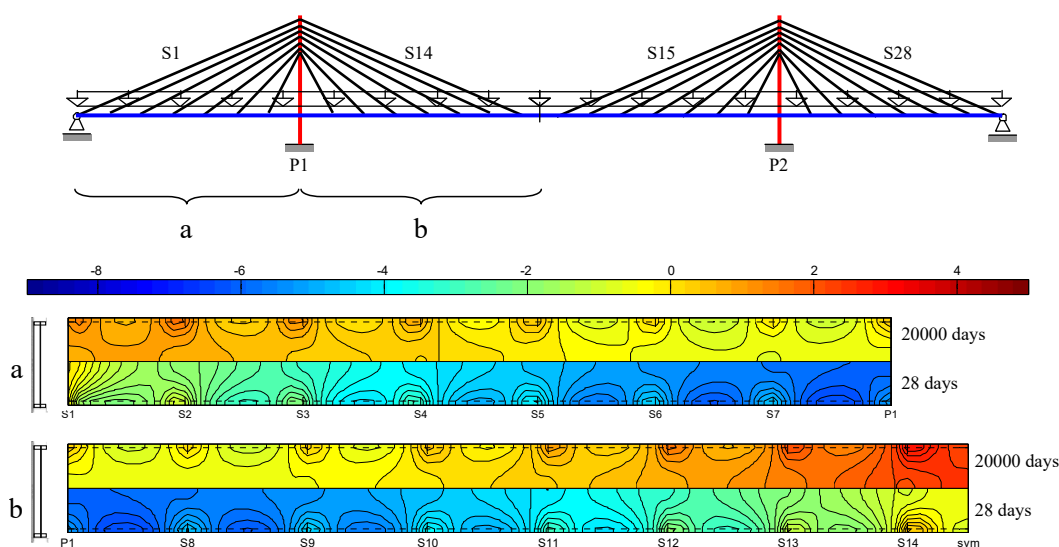 S1 S14 S15 S28
P1 P2
a b
-8 -6 -4 -2 0 2 4
20000 days
a
28 days
S1 S2 S3 S4 S5 S6 S7 P1
20000 days
b
28 days
P1 S8 S9 S10 S11 S12 S13 S14 sym